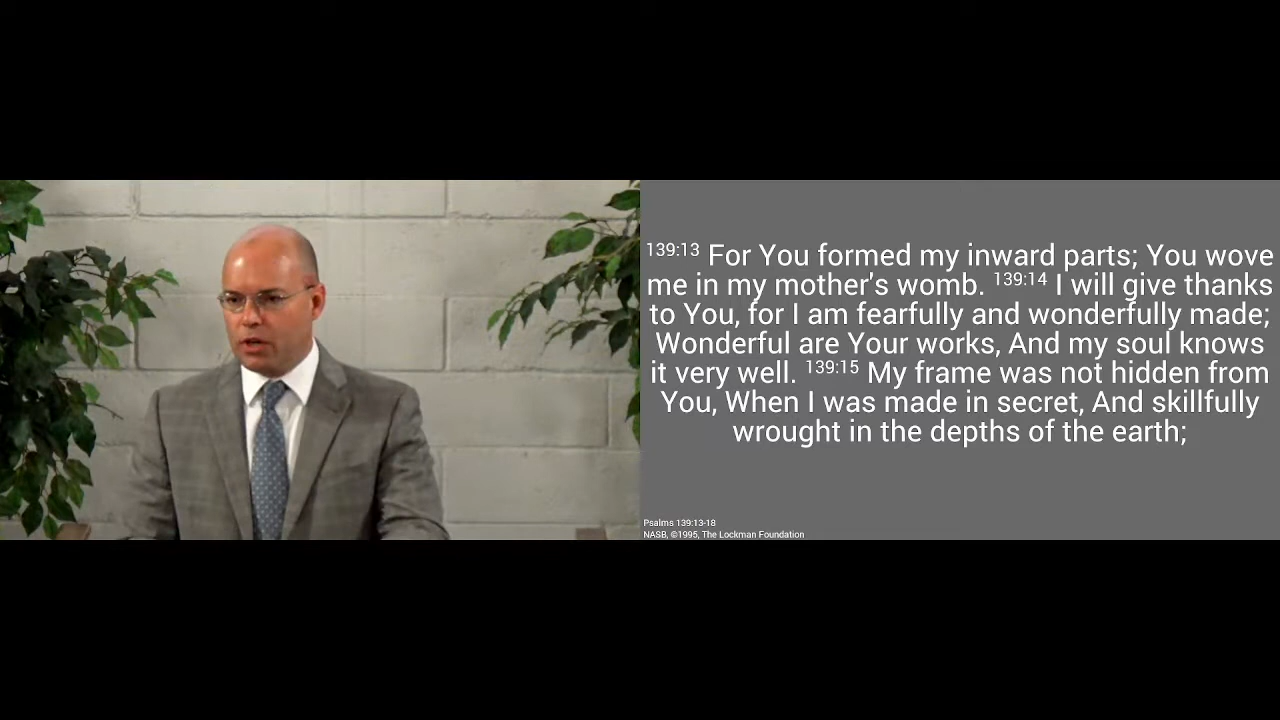 139:13 For You formed my inward parts; You wove
me in my mother's womb. 139:14 I will give thanks
to You, for I am fearfully and wonderfully made;
Wonderful are Your works, And my soul knows
it very well. 139:15 My frame was not hidden from
You, When I was made in secret, And skillfully
wrought in the depths of the earth;
Psalms 139:13-18
NASB, ©1995, The Lockman Foundation